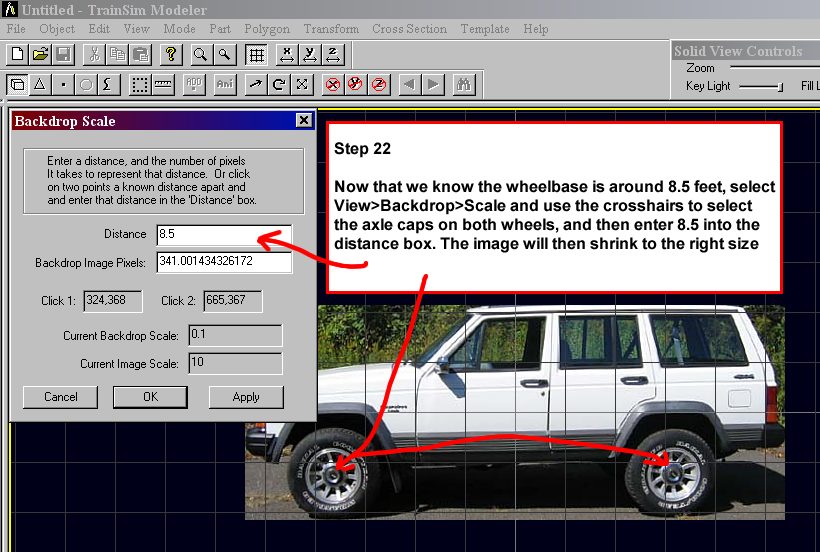 Untitled - TrainSim Modeler
File Object Edit View Mode Mark Part Polygon Transform Cross Section Template Help
X Y Z
Solid View Controls
Zoom
Key Light Fill L
ADD Ani
Backdrop Scale
Enter a distance, and the number of pixels
It takes to represent that distance. Or click
on two points a known distance apart and
and enter that distance in the 'Distance' box.
Distance 8.5
Backdrop Image Pixels: 341.001434326172
Click 1: 324,368 Click 2: 665,367
Current Backdrop Scale: 0.1
Current Image Scale: 10
Cancel OK Apply
Step 22
Now that we know the wheelbase is around 8.5 feet, select
View>Backdrop>Scale and use the crosshairs to select
the axle caps on both wheels, and then enter 8.5 into the
distance box. The image will then shrink to the right size